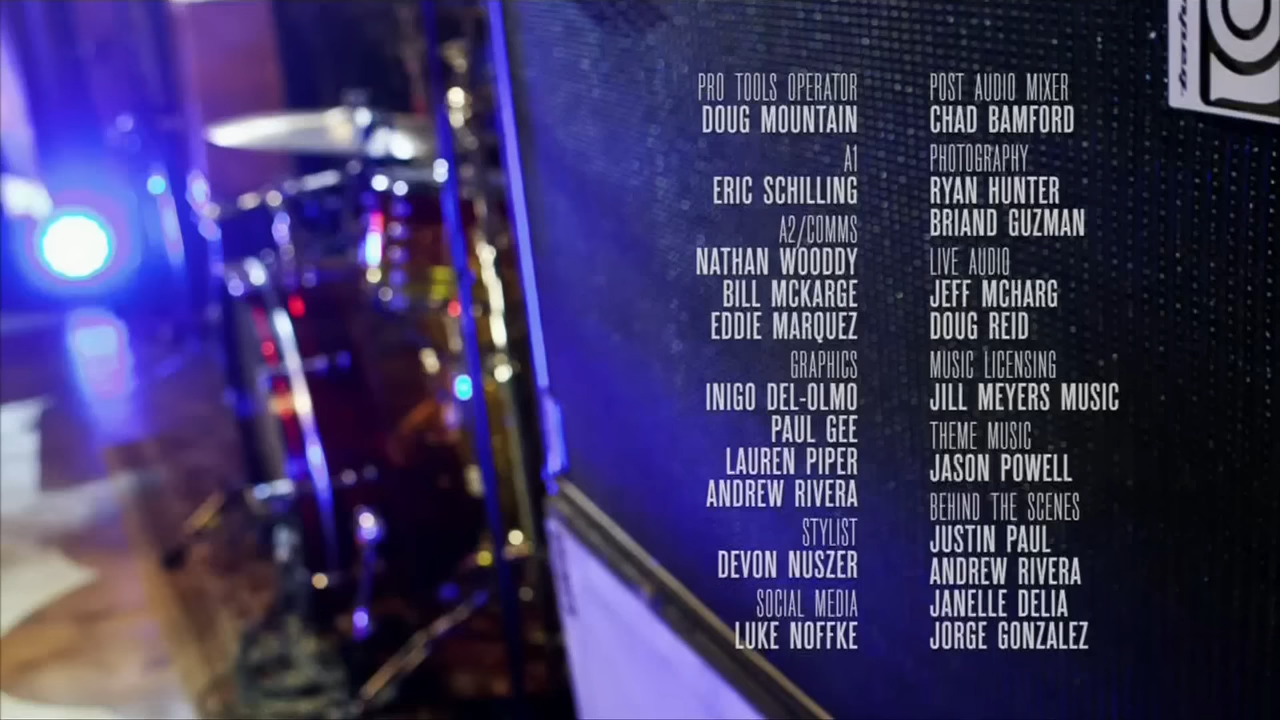 PRO TOOLS OPERATOR
DOUG MOUNTAIN
A1
ERIC SCHILLING
A2/COMMS
NATHAN WOODDY
BILL MCKARGE
EDDIE MARQUEZ
GRAPHICS
INIGO DEL-OLMO
PAUL GEE
LAUREN PIPER
ANDREW RIVERA
STYLIST
DEVON NUSZER
SOCIAL MEDIA
LUKE NOFFKE
POST AUDIO MIXER
CHAD BAMFORD
PHOTOGRAPHY
RYAN HUNTER
BRIAND GUZMAN
LIVE AUDIO
JEFF MCHARG
DOUG REID
MUSIC LICENSING
JILL MEYERS MUSIC
THEME MUSIC
JASON POWELL
BEHIND THE SCENES
JUSTIN PAUL
ANDREW RIVERA
JANELLE DELIA
JORGE GONZALEZ